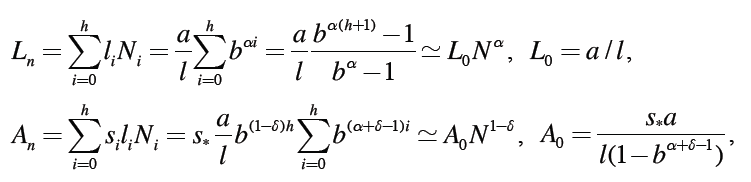 $L_n = \sum_{i=0}^{h} l_i N_i = \frac{a}{l} \sum_{i=0}^{h} b^{\alpha i} = \frac{a}{l} \frac{b^{\alpha(h+1)} - 1}{b^{\alpha} - 1} \simeq L_0 N^{\alpha}, \; L_0 = a / l,$
$A_n = \sum_{i=0}^{h} s_i l_i N_i = s_* \frac{a}{l} b^{(1-\delta)h} \sum_{i=0}^{h} b^{(\alpha+\delta-1)i} \simeq A_0 N^{1-\delta}, \; A_0 = \frac{s_* a}{l(1 - b^{\alpha+\delta-1})},$